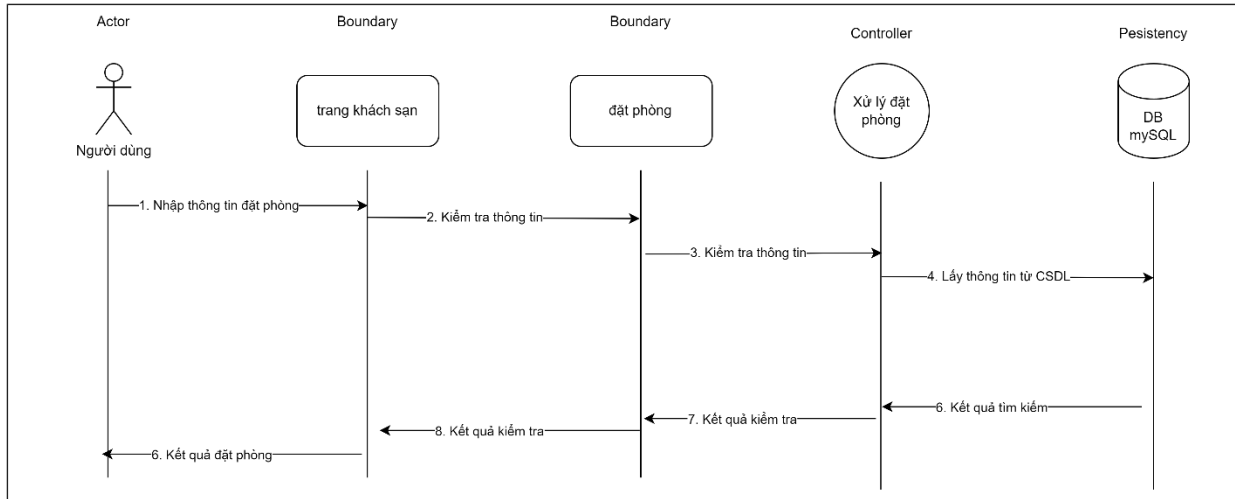 Actor
Boundary
Boundary
Controller
Pesistency
trang khách sạn
đặt phòng
Xử lý đặt
phòng
DB
mySQL
Người dùng
1. Nhập thông tin đặt phòng
2. Kiểm tra thông tin
3. Kiểm tra thông tin
4. Lấy thông tin từ CSDL
6. Kết quả tìm kiếm
7. Kết quả kiểm tra
8. Kết quả kiểm tra
6. Kết quả đặt phòng